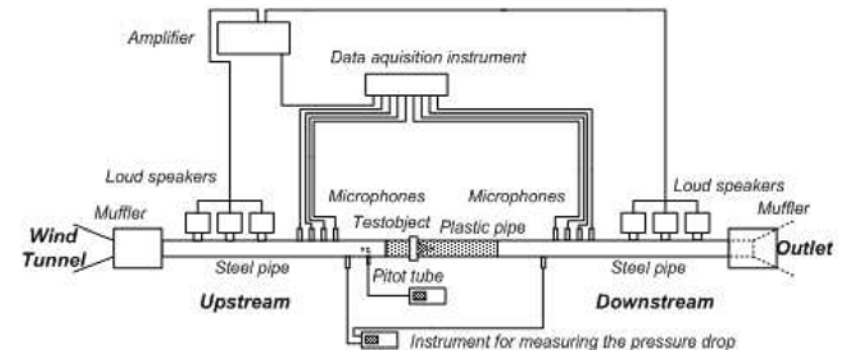 Amplifier
Data aquisition instrument
Loud speakers
Microphones
Microphones
Loud speakers
Muffler
Testobject
Plastic pipe
Muffler
Wind
Tunnel
Outlet
Steel pipe
Pitot tube
Steel pipe
Upstream
Downstream
Instrument for measuring the pressure drop